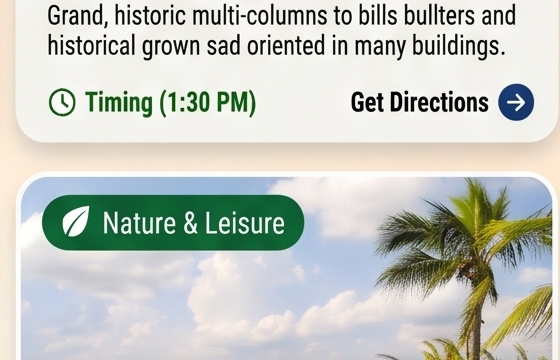 Grand, historic multi-columns to bills bullters and
historical grown sad oriented in many buildings.
Timing (1:30 PM)
Get Directions
Nature & Leisure